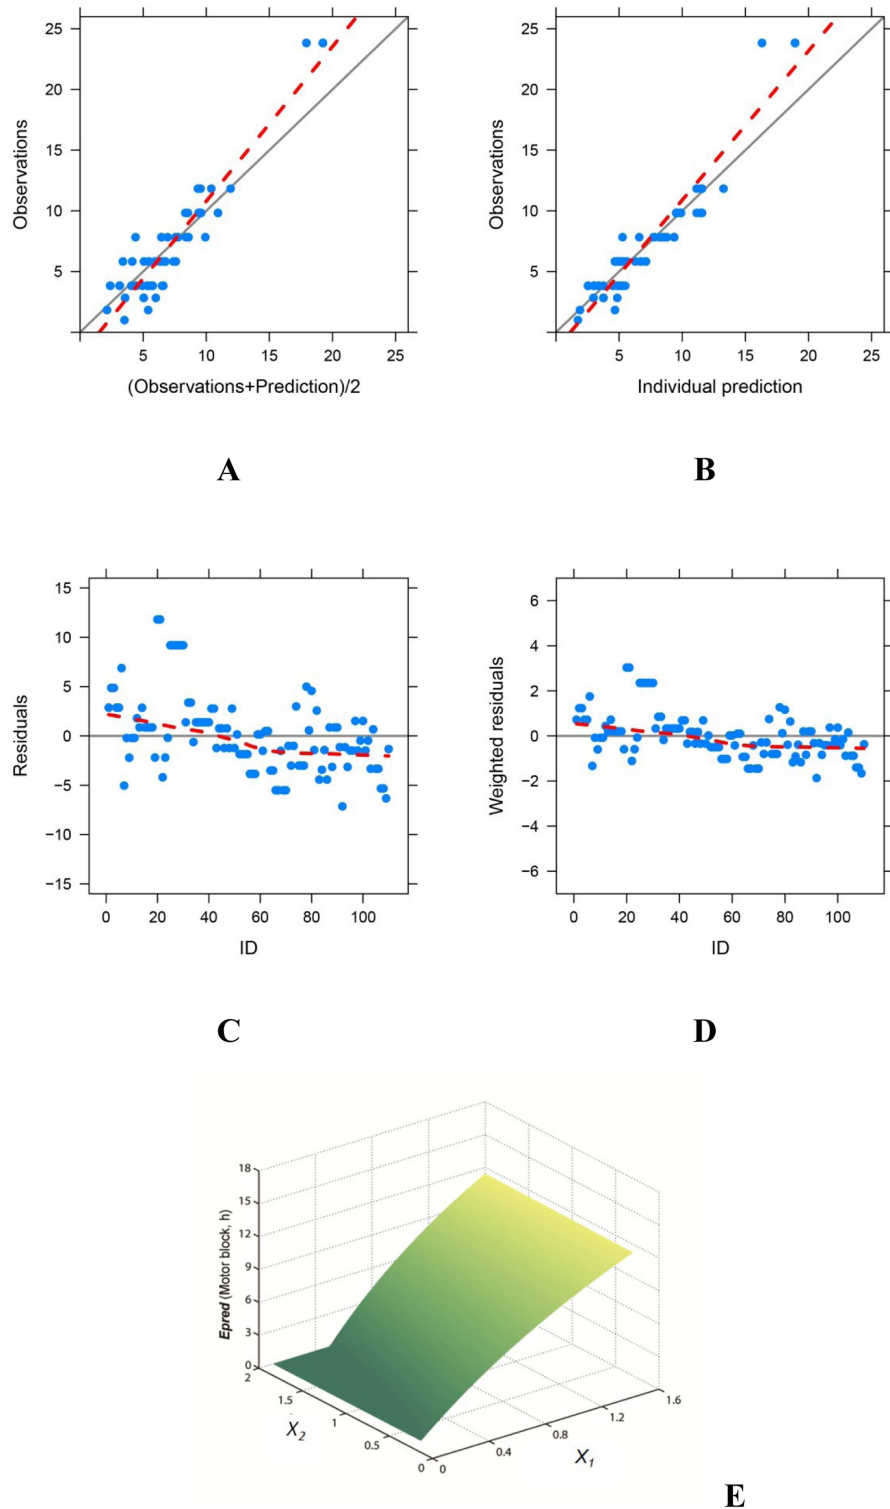 25
20
15
10
5
Observations
5 10 15 20 25
(Observations+Prediction)/2
A
25
20
15
10
5
Observations
5 10 15 20 25
Individual prediction
B
15
10
5
0
−5
−10
−15
Residuals
0 20 40 60 80 100
ID
C
6
4
2
0
−2
−4
−6
Weighted residuals
0 20 40 60 80 100
ID
D
18
15
12
9
6
3
0
Epred (Motor block, h)
2
1.5
1
0.5
0
X2
0
0.4
0.8
1.2
1.6
X1
E